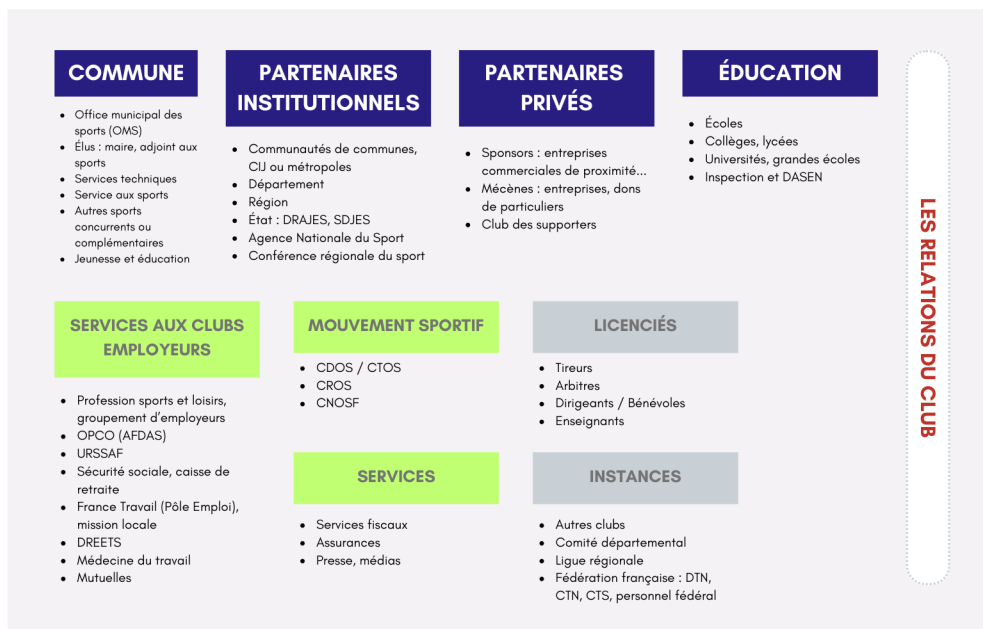 COMMUNE
• Office municipal des
sports (OMS)
• Élus : maire, adjoint aux
sports
• Services techniques
• Service aux sports
• Autres sports
concurrents ou
complémentaires
• Jeunesse et éducation
PARTENAIRES
INSTITUTIONNELS
• Communautés de communes,
CIJ ou métropoles
• Département
• Région
• État : DRAJES, SDJES
• Agence Nationale du Sport
• Conférence régionale du sport
PARTENAIRES
PRIVÉS
• Sponsors : entreprises
commerciales de proximité...
• Mécènes : entreprises, dons
de particuliers
• Club des supporters
ÉDUCATION
• Écoles
• Collèges, lycées
• Universités, grandes écoles
• Inspection et DASEN
SERVICES AUX CLUBS
EMPLOYEURS
• Profession sports et loisirs,
groupement d’employeurs
• OPCO (AFDAS)
• URSSAF
• Sécurité sociale, caisse de
retraite
• France Travail (Pôle Emploi),
mission locale
• DREETS
• Médecine du travail
• Mutuelles
MOUVEMENT SPORTIF
• CDOS / CTOS
• CROS
• CNOSF
SERVICES
• Services fiscaux
• Assurances
• Presse, médias
LICENCIÉS
• Tireurs
• Arbitres
• Dirigeants / Bénévoles
• Enseignants
INSTANCES
• Autres clubs
• Comité départemental
• Ligue régionale
• Fédération française : DTN,
CTN, CTS, personnel fédéral
LES RELATIONS DU CLUB